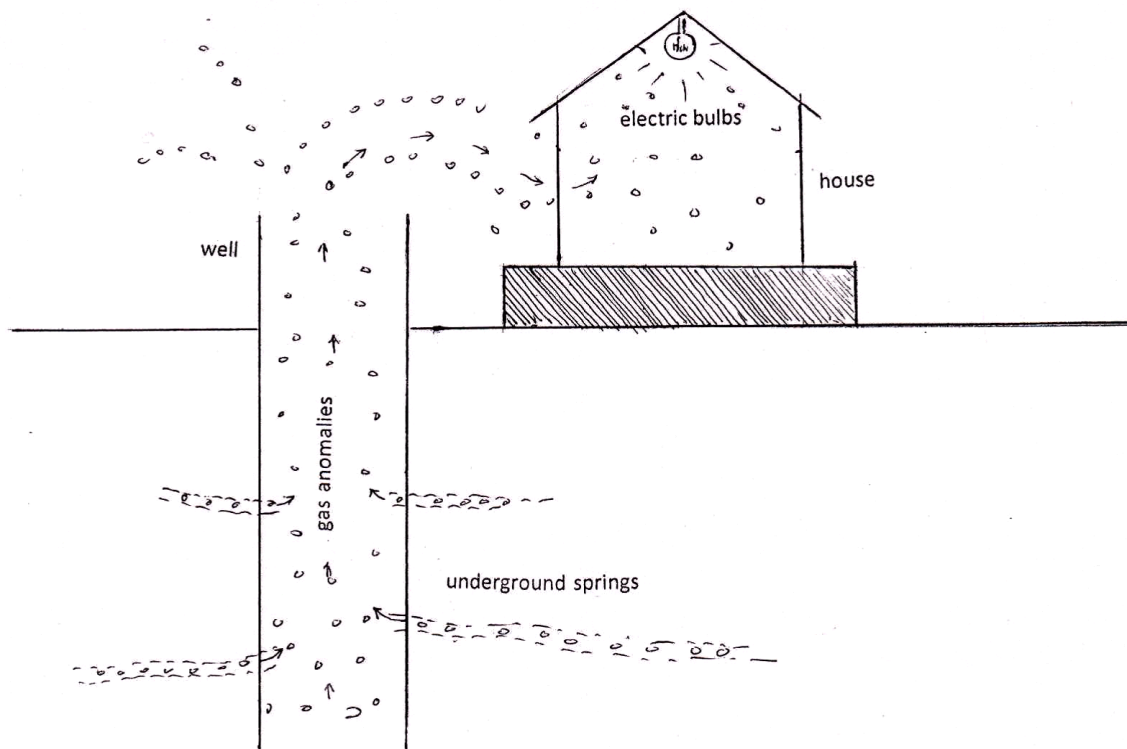 electric bulbs
house
well
gas anomalies
underground springs